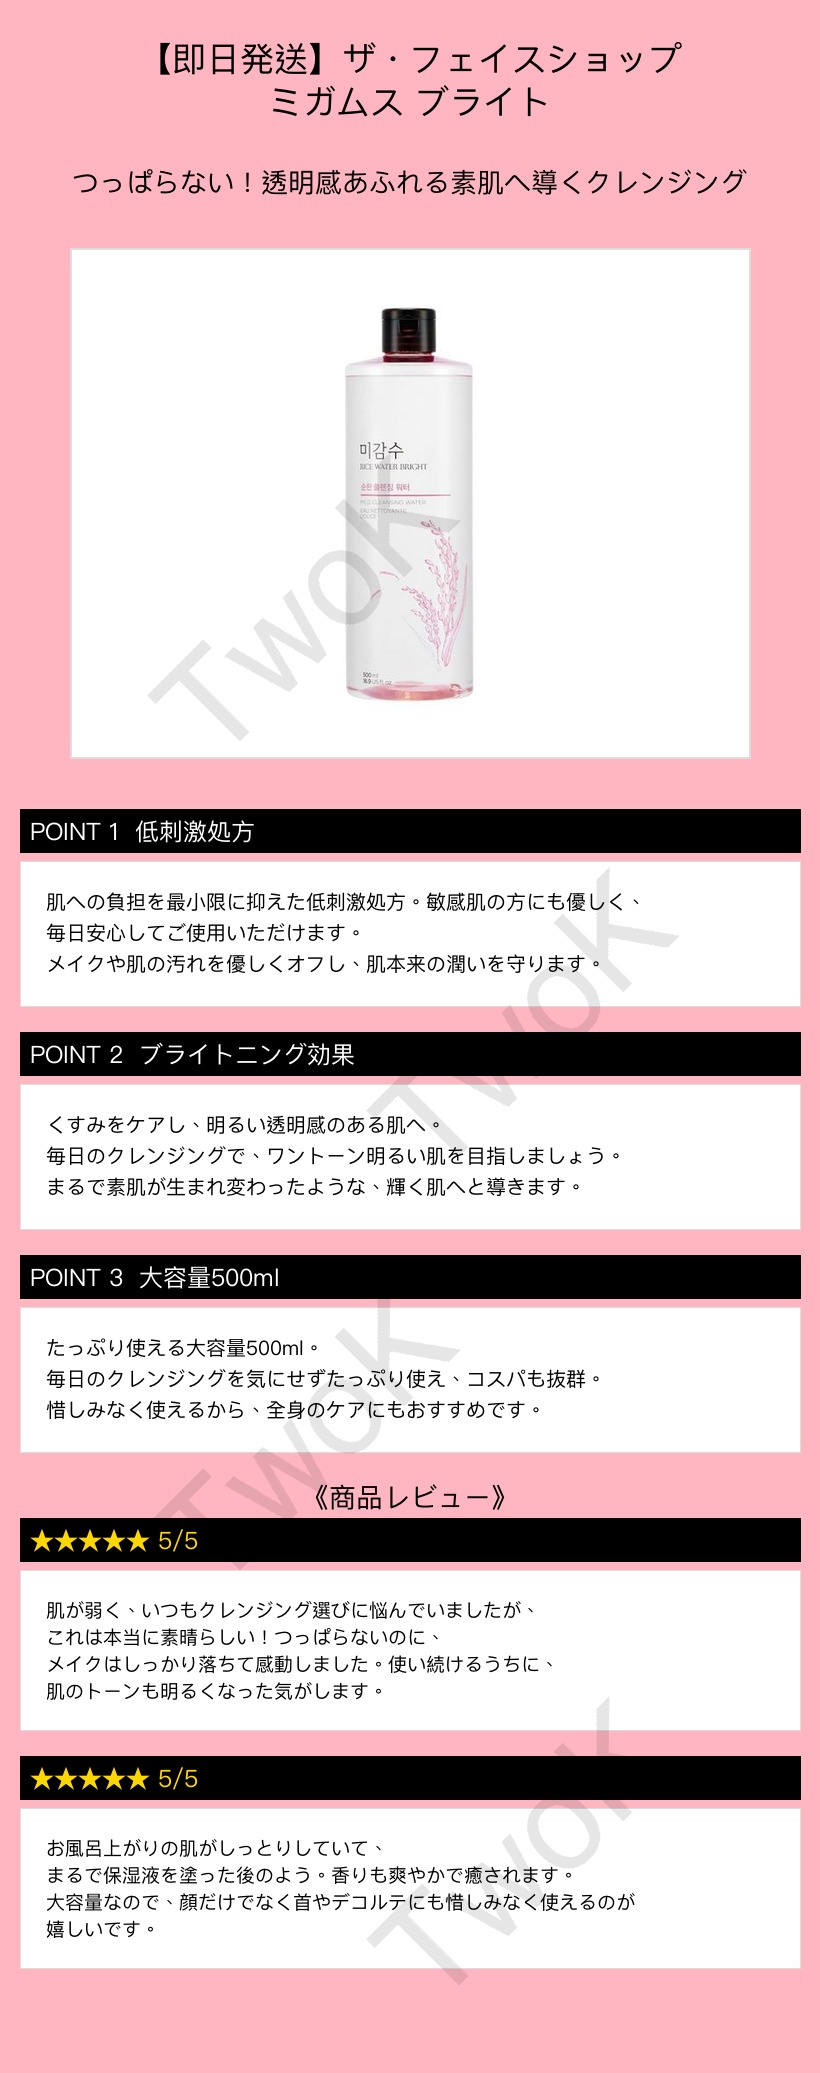 【即日発送】ザ・フェイスショップ
ミガムス ブライト
つっぱらない！透明感あふれる素肌へ導くクレンジング
미감수
RICE WATER BRIGHT
순한 클렌징 워터
MILD CLEANSING WATER
EAU NETTOYANTE
DOUCE
500 ml
16.9 US fl. oz.
TwoK
POINT 1 低刺激処方
肌への負担を最小限に抑えた低刺激処方。敏感肌の方にも優しく、
毎日安心してご使用いただけます。
メイクや肌の汚れを優しくオフし、肌本来の潤いを守ります。
TwoK
POINT 2 ブライトニング効果
くすみをケアし、明るい透明感のある肌へ。
毎日のクレンジングで、ワントーン明るい肌を目指しましょう。
まるで素肌が生まれ変わったような、輝く肌へと導きます。
POINT 3 大容量500ml
たっぷり使える大容量500ml。
毎日のクレンジングを気にせずたっぷり使え、コスパも抜群。
惜しみなく使えるから、全身のケアにもおすすめです。
TwoK
《商品レビュー》
★★★★★ 5/5
肌が弱く、いつもクレンジング選びに悩んでいましたが、
これは本当に素晴らしい！つっぱらないのに、
メイクはしっかり落ちて感動しました。使い続けるうちに、
肌のトーンも明るくなった気がします。
★★★★★ 5/5
お風呂上がりの肌がしっとりしていて、
まるで保湿液を塗った後のよう。香りも爽やかで癒されます。
大容量なので、顔だけでなく首やデコルテにも惜しみなく使えるのが
嬉しいです。
TwoK